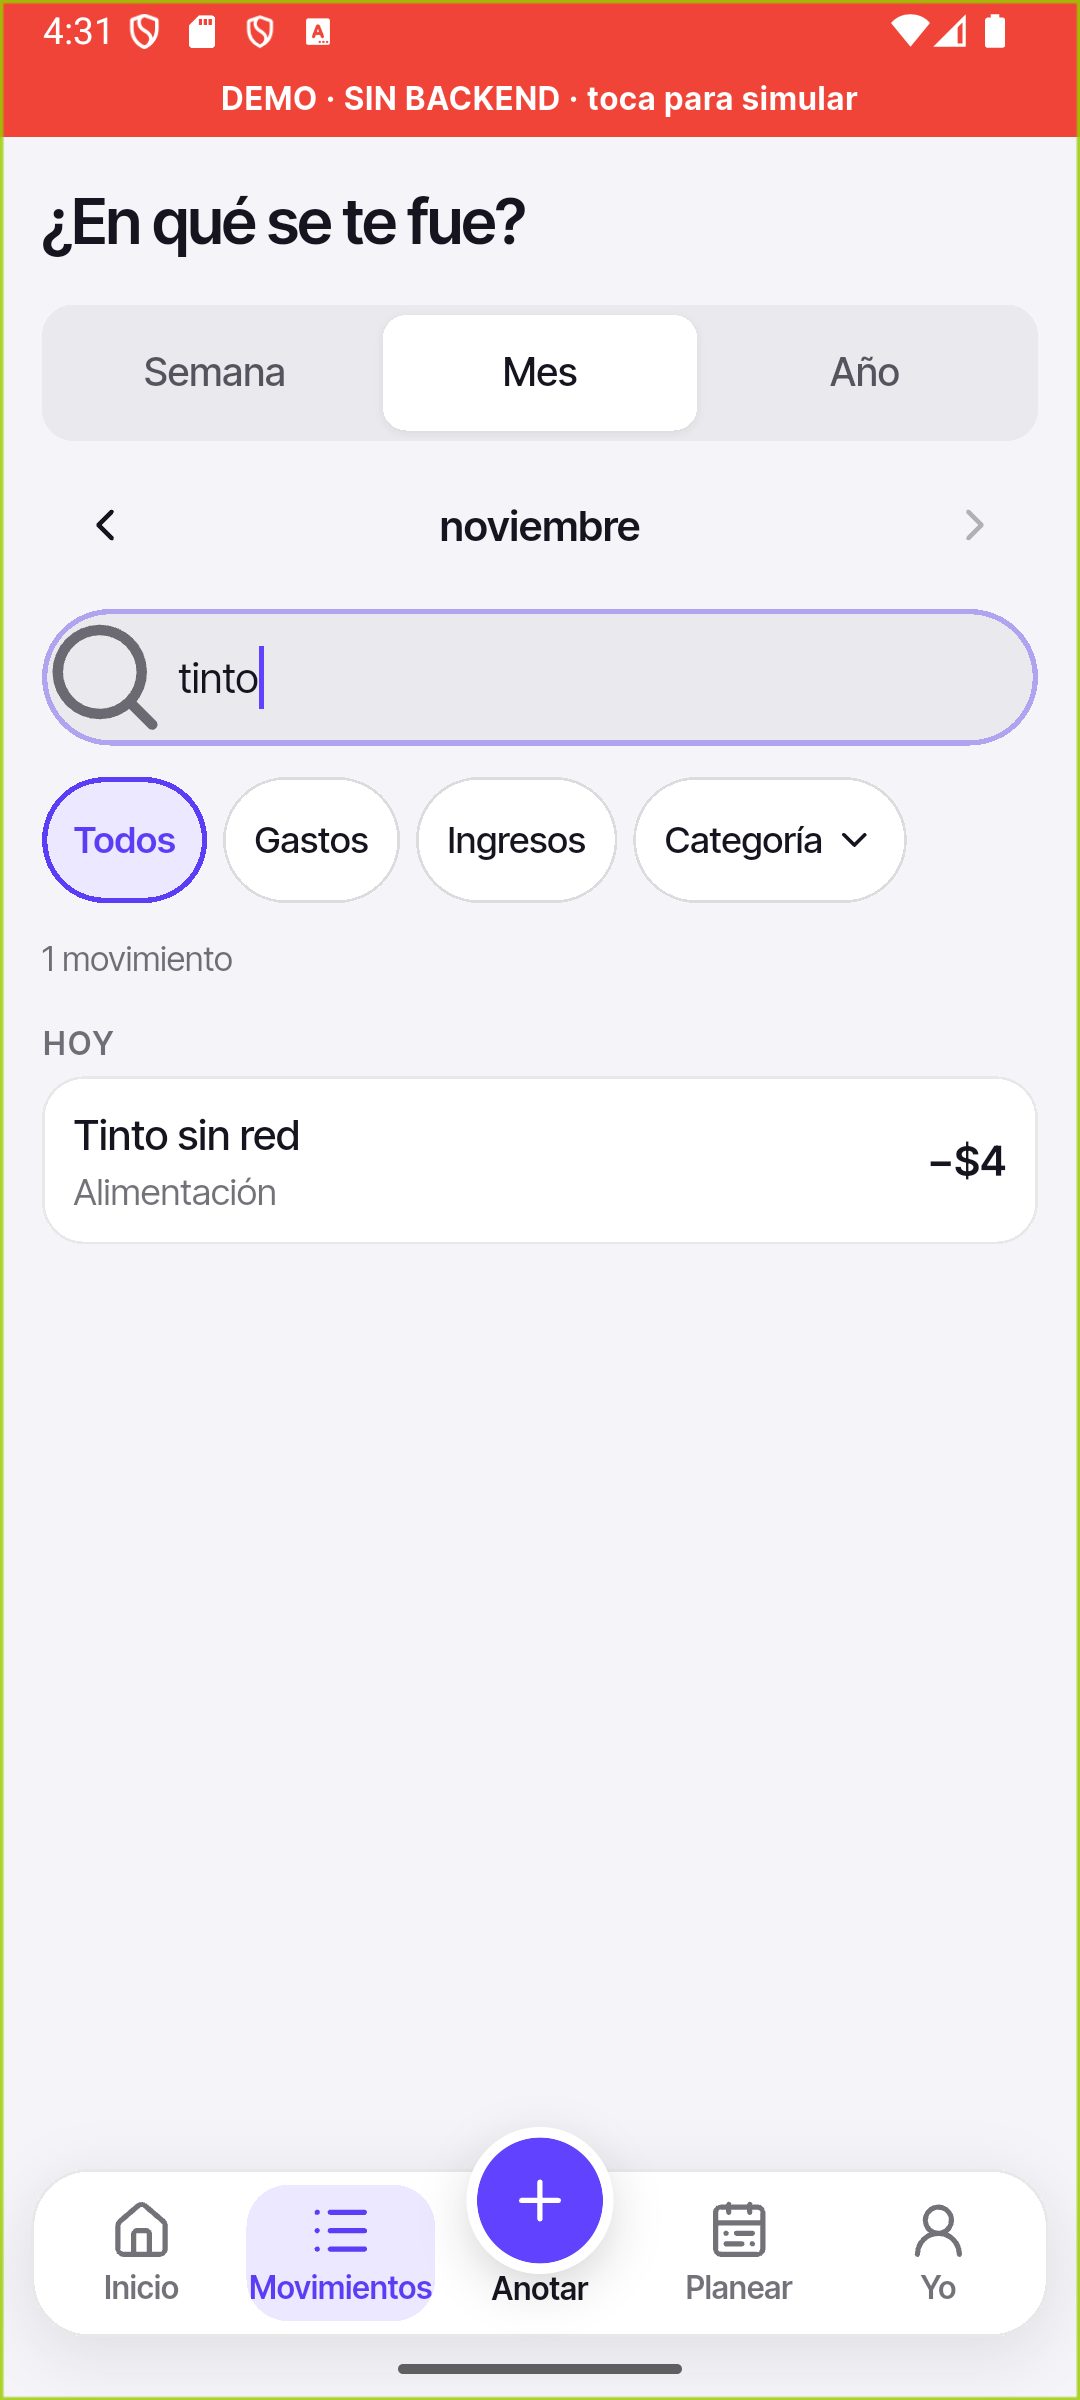 4:31
DEMO · SIN BACKEND · toca para simular
¿En qué se te fue?
Semana Mes Año
noviembre
tinto
Todos Gastos Ingresos Categoría
1 movimiento
HOY
Tinto sin red
Alimentación
−$4
Inicio Movimientos Anotar Planear Yo